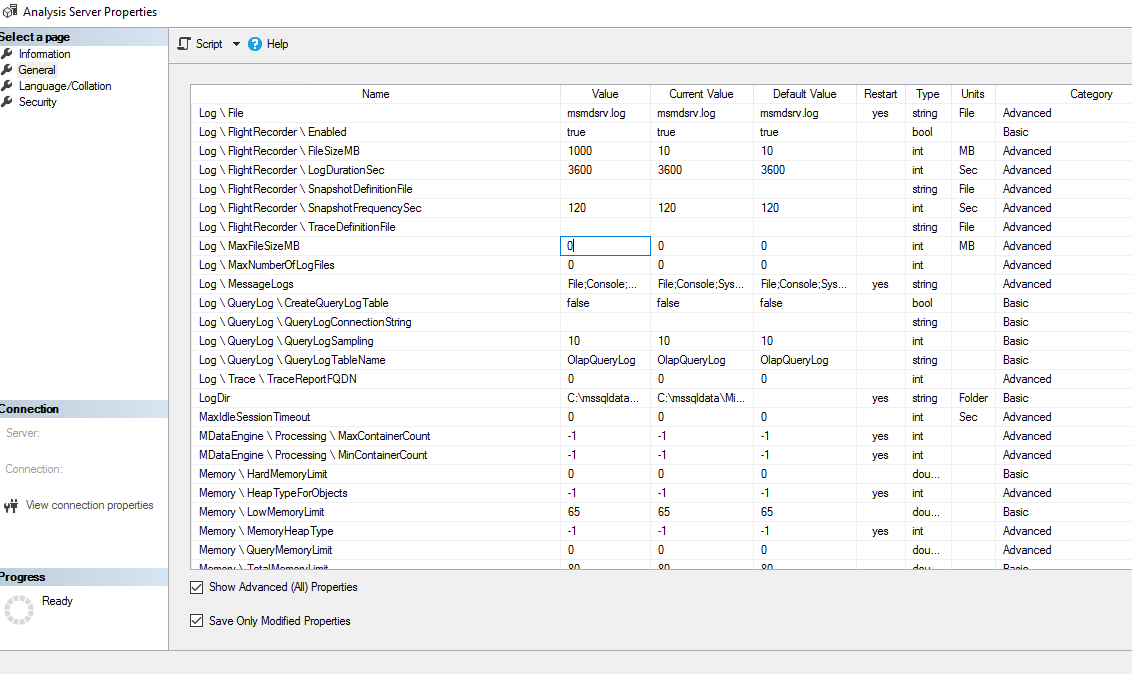 Analysis Server Properties
Select a page
Information
General
Language/Collation
Security
Script Help
Name Value Current Value Default Value Restart Type Units Category
Log \ File msmdsrv.log msmdsrv.log msmdsrv.log yes string File Advanced
Log \ FlightRecorder \ Enabled true true true bool Basic
Log \ FlightRecorder \ FileSizeMB 1000 10 10 int MB Advanced
Log \ FlightRecorder \ LogDurationSec 3600 3600 3600 int Sec Advanced
Log \ FlightRecorder \ SnapshotDefinitionFile string File Advanced
Log \ FlightRecorder \ SnapshotFrequencySec 120 120 120 int Sec Advanced
Log \ FlightRecorder \ TraceDefinitionFile string File Advanced
Log \ MaxFileSizeMB 0 0 0 int MB Advanced
Log \ MaxNumberOfLogFiles 0 0 0 int Advanced
Log \ MessageLogs File;Console;... File;Console;Sys... File;Console;Sys... yes string Advanced
Log \ QueryLog \ CreateQueryLogTable false false false bool Basic
Log \ QueryLog \ QueryLogConnectionString string Basic
Log \ QueryLog \ QueryLogSampling 10 10 10 int Basic
Log \ QueryLog \ QueryLogTableName OlapQueryLog OlapQueryLog OlapQueryLog string Basic
Log \ Trace \ TraceReportFQDN 0 0 0 int Advanced
LogDir C:\mssqldata... C:\mssqldata\Mi... yes string Folder Basic
MaxIdleSessionTimeout 0 0 0 int Sec Advanced
MDataEngine \ Processing \ MaxContainerCount -1 -1 -1 yes int Advanced
MDataEngine \ Processing \ MinContainerCount -1 -1 -1 yes int Advanced
Memory \ HardMemoryLimit 0 0 0 dou... Basic
Memory \ HeapTypeForObjects -1 -1 -1 yes int Advanced
Memory \ LowMemoryLimit 65 65 65 dou... Basic
Memory \ MemoryHeapType -1 -1 -1 yes int Advanced
Memory \ QueryMemoryLimit 0 0 0 dou... Advanced
Memory \ TotalMemoryLimit 80 80 80 dou... Basic
Connection
Server:
Connection:
View connection properties
Progress
Ready
Show Advanced (All) Properties
Save Only Modified Properties